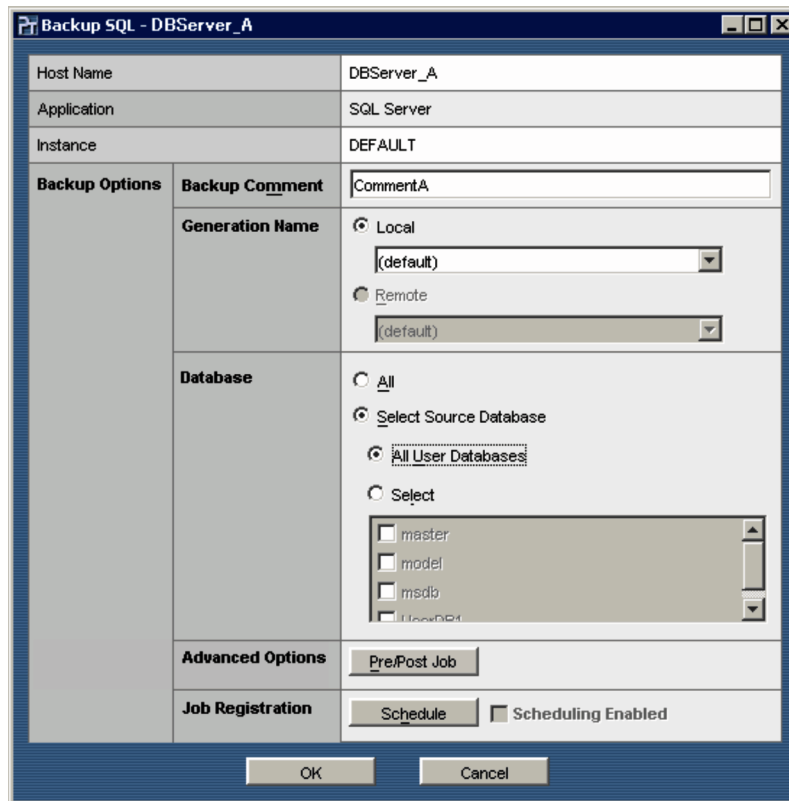 Backup SQL - DBServer_A
Host Name DBServer_A
Application SQL Server
Instance DEFAULT
Backup Options Backup Comment CommentA
Generation Name Local
(default)
Remote
(default)
Database All
Select Source Database
All User Databases
Select
master
model
msdb
UserDB1
Advanced Options Pre/Post Job
Job Registration Schedule Scheduling Enabled
OK Cancel